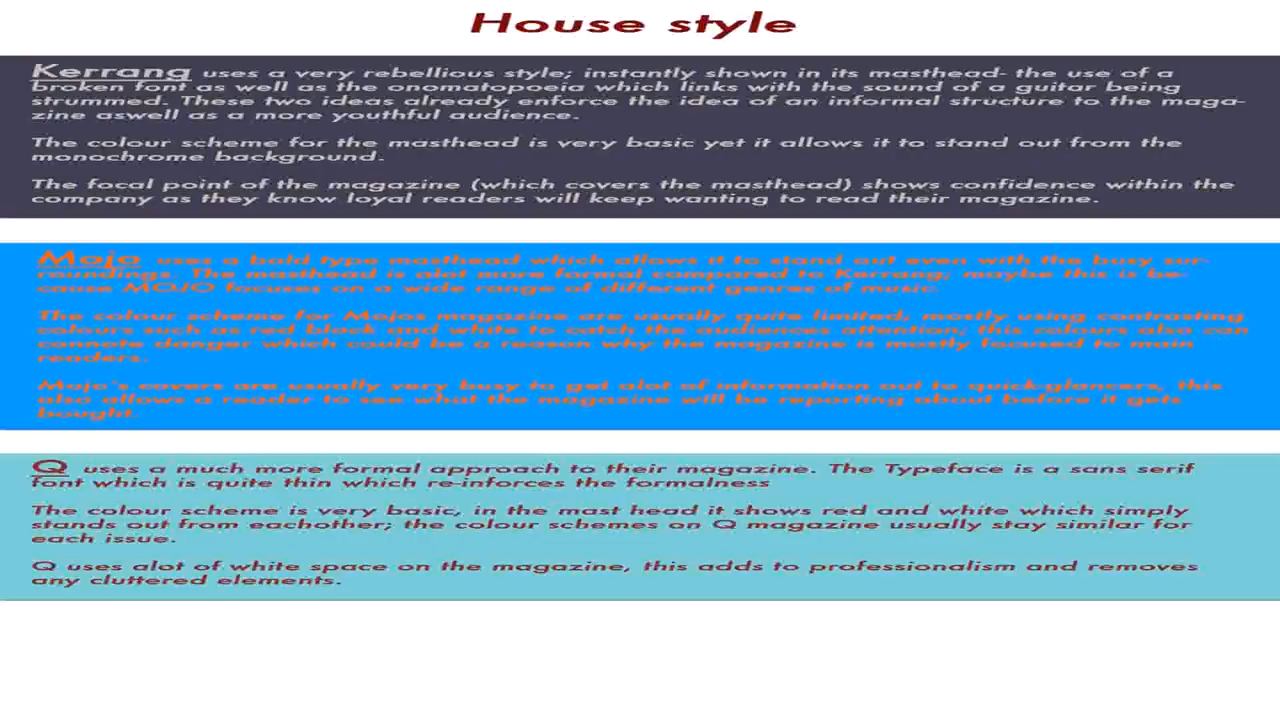 House style
Kerrang uses a very rebellious style; instantly shown in its masthead- the use of a
broken font as well as the onomatopoeia which links with the sound of a guitar being
strummed. These two ideas already enforce the idea of an informal structure to the maga-
zine aswell as a more youthful audience.
The colour scheme for the masthead is very basic yet it allows it to stand out from the
monochrome background.
The focal point of the magazine (which covers the masthead) shows confidence within the
company as they know loyal readers will keep wanting to read their magazine.
Mojo uses a bold type masthead which allows it to stand out even with the busy sur-
roundings. The masthead is alot more formal compared to Kerrang; maybe this is be-
cause MOJO focuses on a wide range of different genres of music.
The colour scheme for Mojos magazine are usually quite limited, mostly using contrasting
colours such as red black and white to catch the audiences attention; this colours also can
connote danger which could be a reason why the magazine is mostly focused to main
readers.
Mojo's covers are usually very busy to get alot of information out to quick-glancers, this
also allows a reader to see what the magazine will be reporting about before it gets
bought.
Q uses a much more formal approach to their magazine. The Typeface is a sans serif
font which is quite thin which re-inforces the formalness
The colour scheme is very basic, in the mast head it shows red and white which simply
stands out from eachother; the colour schemes on Q magazine usually stay similar for
each issue.
Q uses alot of white space on the magazine, this adds to professionalism and removes
any cluttered elements.